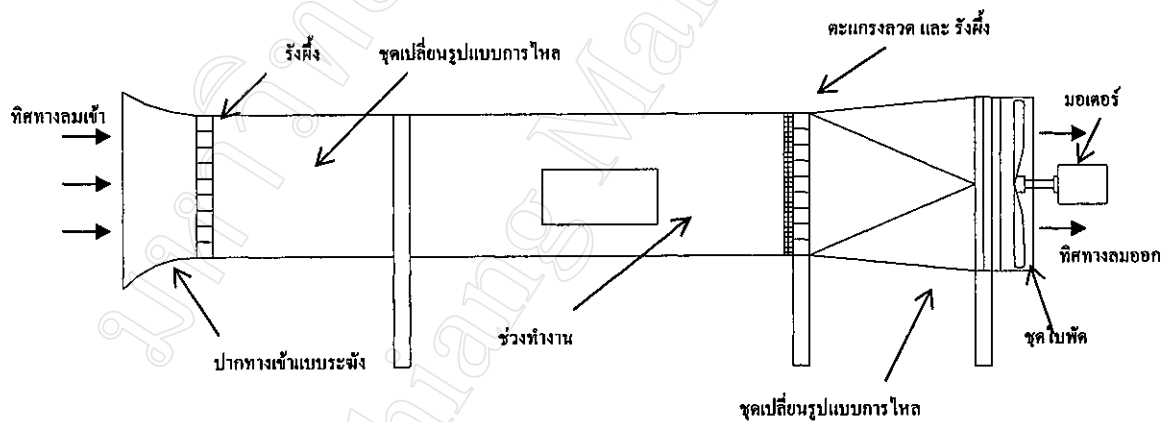 ตะแกรงลวด และ รังผึ้ง
รังผึ้ง
ชุดเปลี่ยนรูปแบบการไหล
มอเตอร์
ทิศทางลมเข้า
ทิศทางลมออก
ช่วงทำงาน
ชุดใบพัด
ปากทางเข้าแบบระฆัง
ชุดเปลี่ยนรูปแบบการไหล